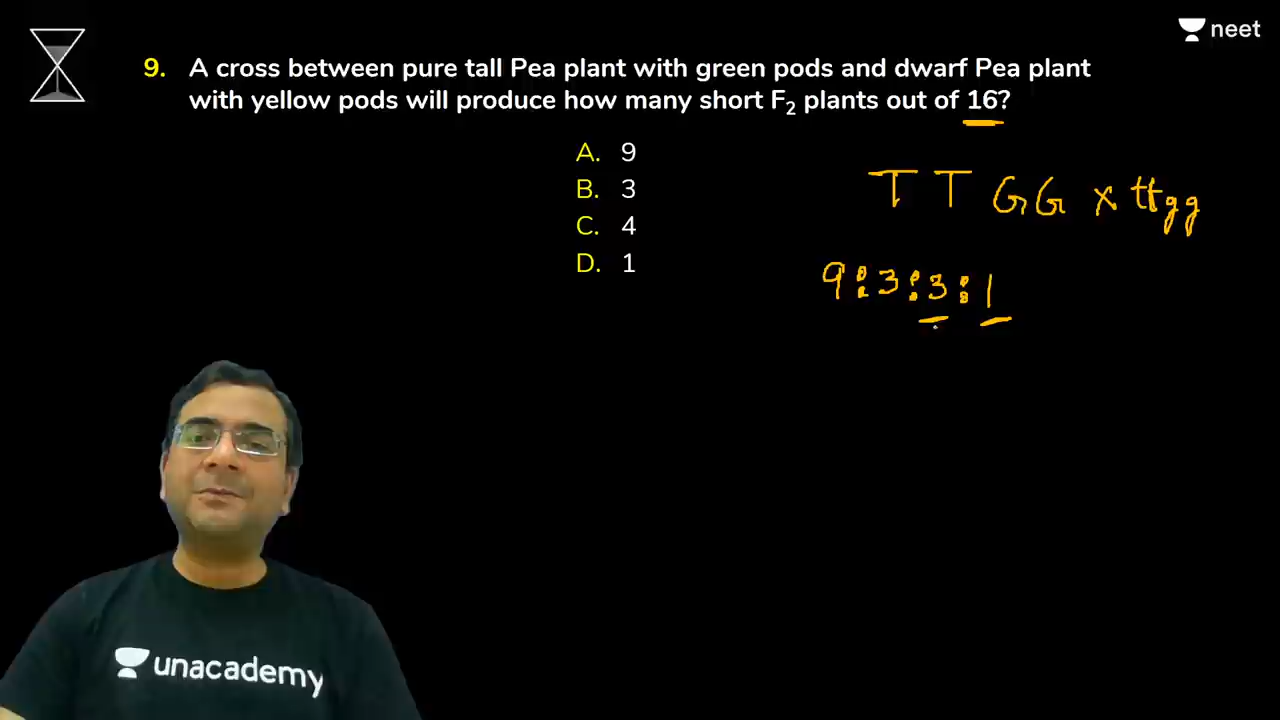 neet
9. A cross between pure tall Pea plant with green pods and dwarf Pea plant
with yellow pods will produce how many short F₂ plants out of 16?
A. 9
B. 3
C. 4
D. 1
T T G G x ttgg
9:3:3:1
unacademy